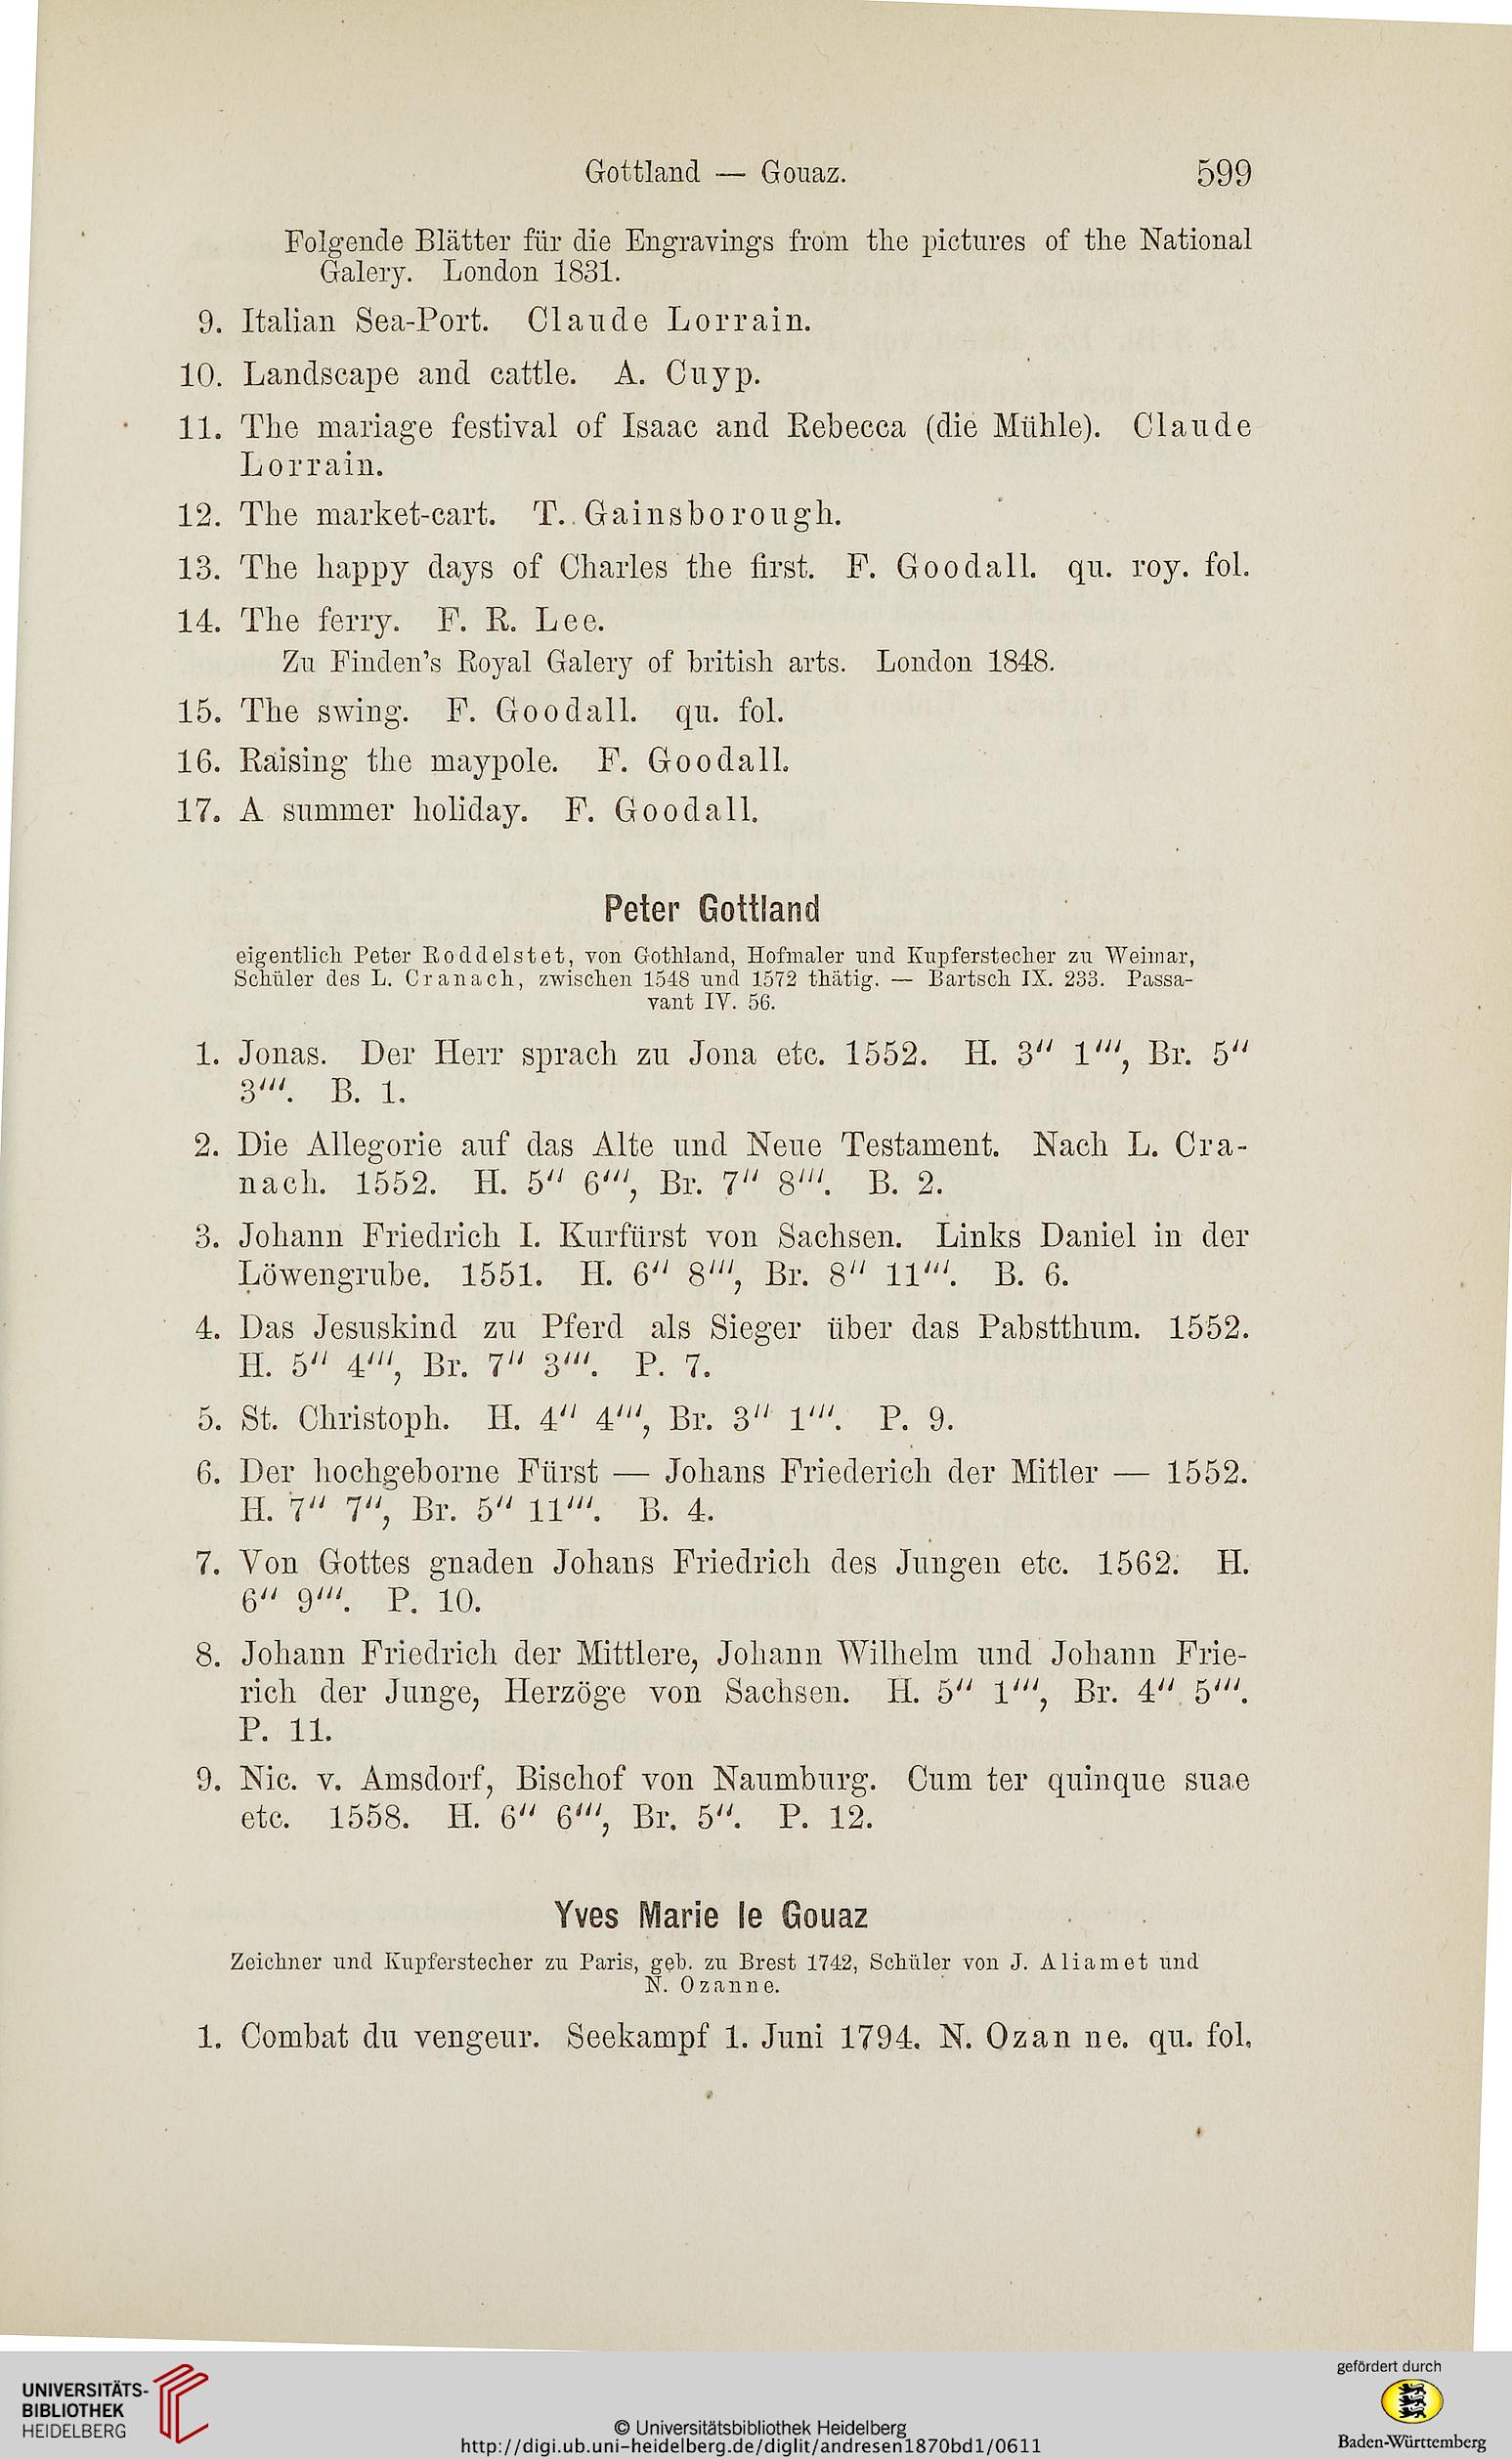 Gottland — Gouaz. 599
Folgende Blätter für die Engravings from the pictures of the National
Galery. London 1831.
9. Italian Sea-Port. Claude Lorrain.
10. Landscape and cattle. A. Cuyp.
11. The mariage festival of Isaac and Rebecca (die Mühle). Claude
Lorrain.
12. The market-cart. T. Gainsborough.
13. The happy days of Charles the first. F. Goodall. qu. roy. fol.
14. The ferry. F. R. Lee.
Zu Finden's Royal Galery of british arts. London 1848.
15. The swing. F. Goodall. qu. fol.
16. Raising the maypole. F. Goodall.
17. A summer holiday. F. Goodall.
Peter Gottland
eigentlich Peter Roddelstet, von Gothland, Hofmaler und Kupferstecher zu Weimar,
Schüler des L. Cranach, zwischen 1548 und 1572 thätig. — Bartsch IX. 233. Passa-
vant IV. 56.
1. Jonas. Der Herr sprach zu Jona etc. 1552. H. 3″ 1‴, Br. 5″
3‴. B. 1.
2. Die Allegorie auf das Alte und Neue Testament. Nach L. Cra-
nach. 1552. H. 5″ 6‴, Br. 7″ 8‴. B. 2.
3. Johann Friedrich I. Kurfürst von Sachsen. Links Daniel in der
Löwengrube. 1551. H. 6″ 8‴, Br. 8″ 11‴. B. 6.
4. Das Jesuskind zu Pferd als Sieger über das Pabstthum. 1552.
H. 5″ 4‴, Br. 7″ 3‴. P. 7.
5. St. Christoph. H. 4″ 4‴, Br. 3″ 1‴. P. 9.
6. Der hochgeborne Fürst — Johans Friederich der Mitler — 1552.
H. 7″ 7″, Br. 5″ 11‴. B. 4.
7. Von Gottes gnaden Johans Friedrich des Jungen etc. 1562. H.
6″ 9‴. P. 10.
8. Johann Friedrich der Mittlere, Johann Wilhelm und Johann Frie-
rich der Junge, Herzöge von Sachsen. H. 5″ 1‴, Br. 4″ 5‴.
P. 11.
9. Nic. v. Amsdorf, Bischof von Naumburg. Cum ter quinque suae
etc. 1558. H. 6″ 6‴, Br. 5″. P. 12.
Yves Marie le Gouaz
Zeichner und Kupferstecher zu Paris, geb. zu Brest 1742, Schüler von J. Aliamet und
N. Ozanne.
1. Combat du vengeur. Seekampf 1. Juni 1794. N. Ozanne. qu. fol.
UNIVERSITÄTS-
BIBLIOTHEK
HEIDELBERG
© Universitätsbibliothek Heidelberg
http://digi.ub.uni-heidelberg.de/diglit/andresen1870bd1/0611
gefördert durch
Baden-Württemberg